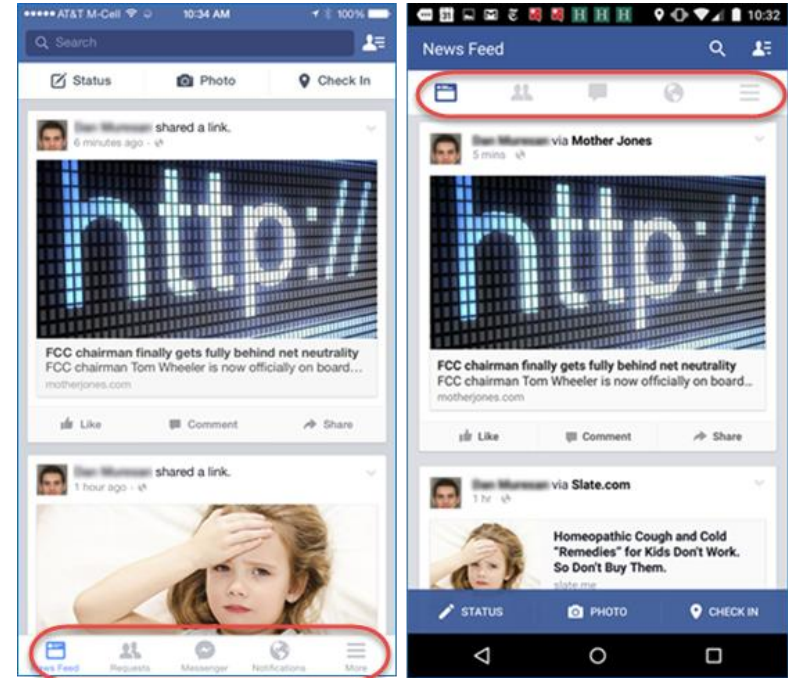 AT&T M-Cell 10:34 AM 100%
Search
Status Photo Check In
shared a link.
6 minutes ago
http://
FCC chairman finally gets fully behind net neutrality
FCC chairman Tom Wheeler is now officially on board...
motherjones.com
Like Comment Share
shared a link.
1 hour ago
News Feed Requests Messenger Notifications More
31 H H H 10:32
News Feed
via Mother Jones
5 mins
http://
FCC chairman finally gets fully behind net neutrality
FCC chairman Tom Wheeler is now officially on board...
motherjones.com
Like Comment Share
via Slate.com
1 hr
Homeopathic Cough and Cold
"Remedies" for Kids Don't Work.
So Don't Buy Them.
slate.me
STATUS PHOTO CHECK IN